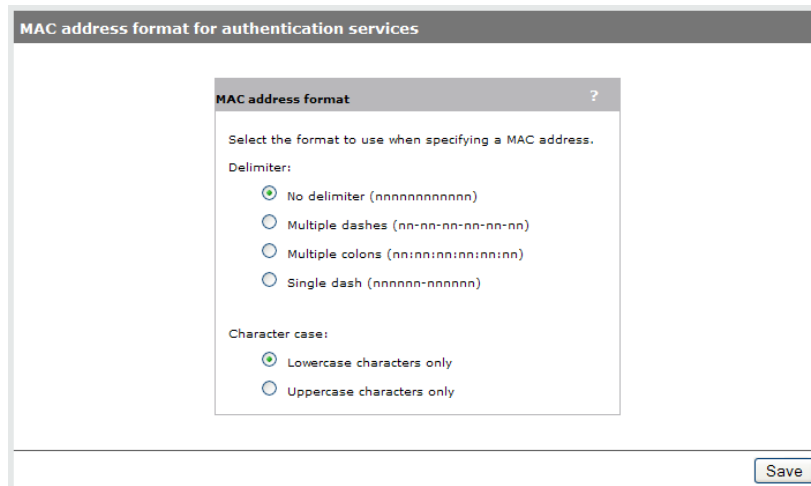 MAC address format for authentication services
MAC address format ?
Select the format to use when specifying a MAC address.
Delimiter:
No delimiter (nnnnnnnnnnnn)
Multiple dashes (nn-nn-nn-nn-nn-nn)
Multiple colons (nn:nn:nn:nn:nn:nn)
Single dash (nnnnnn-nnnnnn)
Character case:
Lowercase characters only
Uppercase characters only
Save